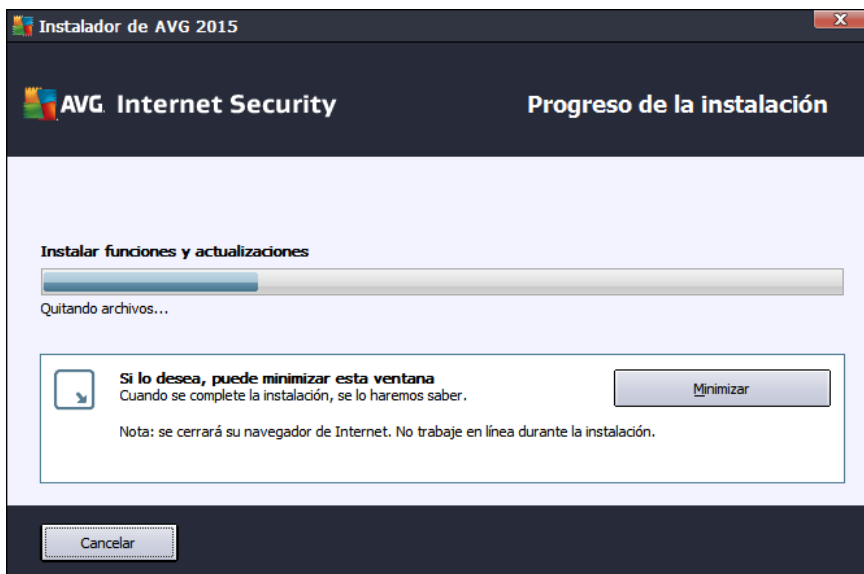 Instalador de AVG 2015
AVG. Internet Security
Progreso de la instalación
Instalar funciones y actualizaciones
Quitando archivos...
Si lo desea, puede minimizar esta ventana
Cuando se complete la instalación, se lo haremos saber.
Minimizar
Nota: se cerrará su navegador de Internet. No trabaje en línea durante la instalación.
Cancelar